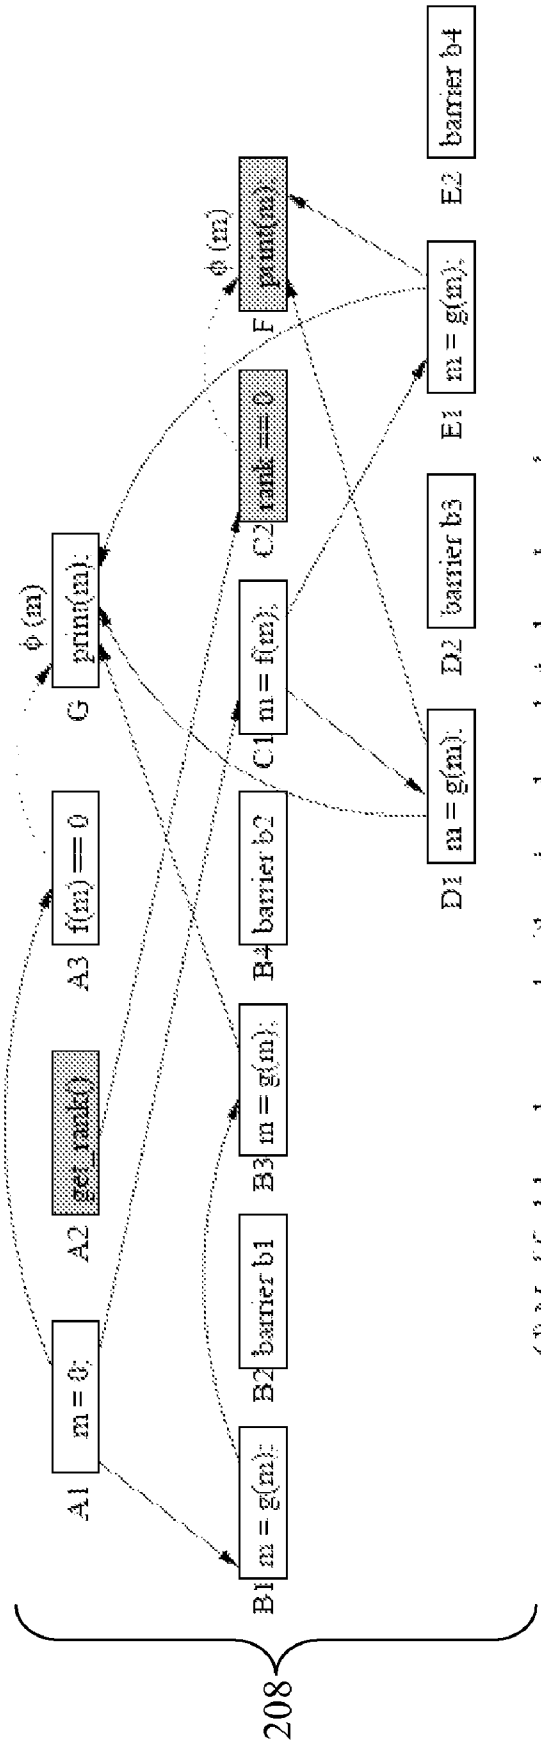 A1 m = 0;
A2 get_rank()
A3 f(m) == 0
G print(m);
Φ (m)
B1 m = g(m);
B2 barrier b1
B3 m = g(m);
B4 barrier b2
C1 m = f(m);
C2 rank == 0
F print(m);
Φ (m)
D1 m = g(m);
D2 barrier b3
E1 m = g(m);
E2 barrier b4
208